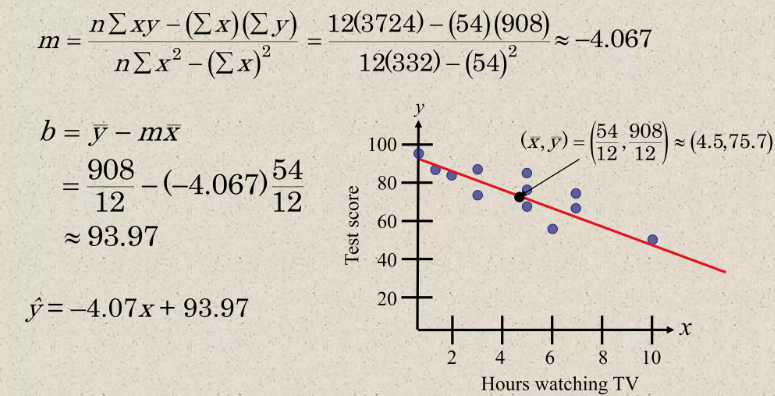 m = (n∑xy – (∑x)(∑y)) / (n∑x² – (∑x)²) = (12(3724) – (54)(908)) / (12(332) – (54)²) ≈ –4.067
b = y̅ – mx̅
= 908/12 – (–4.067) 54/12
≈ 93.97
ŷ = –4.07x + 93.97
y
(x̅, y̅) = (54/12, 908/12) ≈ (4.5,75.7)
100
80
60
40
20
Test score
x
2 4 6 8 10
Hours watching TV